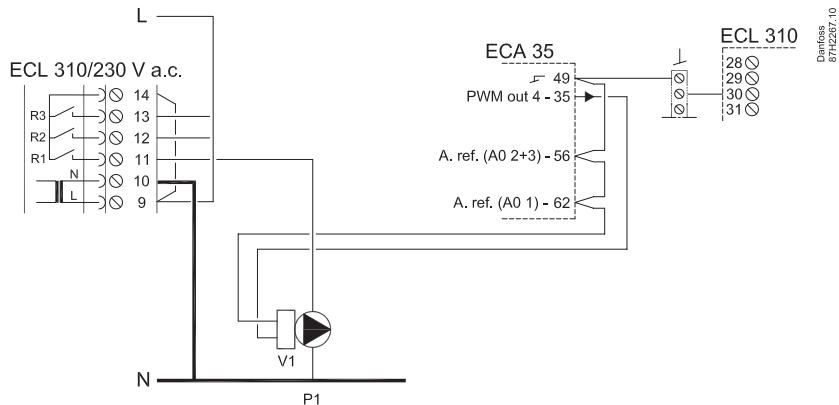 L
ECL 310/230 V a.c.
14
R3 13
R2 12
R1 11
N 10
L 9
ECA 35
49
PWM out 4 - 35
A. ref. (A0 2+3) - 56
A. ref. (A0 1) - 62
ECL 310
28
29
30
31
Danfoss
87H2267.10
V1
N
P1